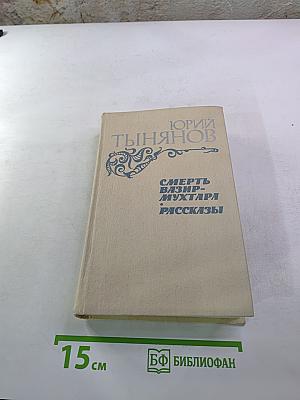 ЮРИЙ
ТЫНЯНОВ
СМЕРТЬ
ВАЗИР-
МУХТАРА
•
РАССКАЗЫ
15 см
БФ БИБЛИОФАН